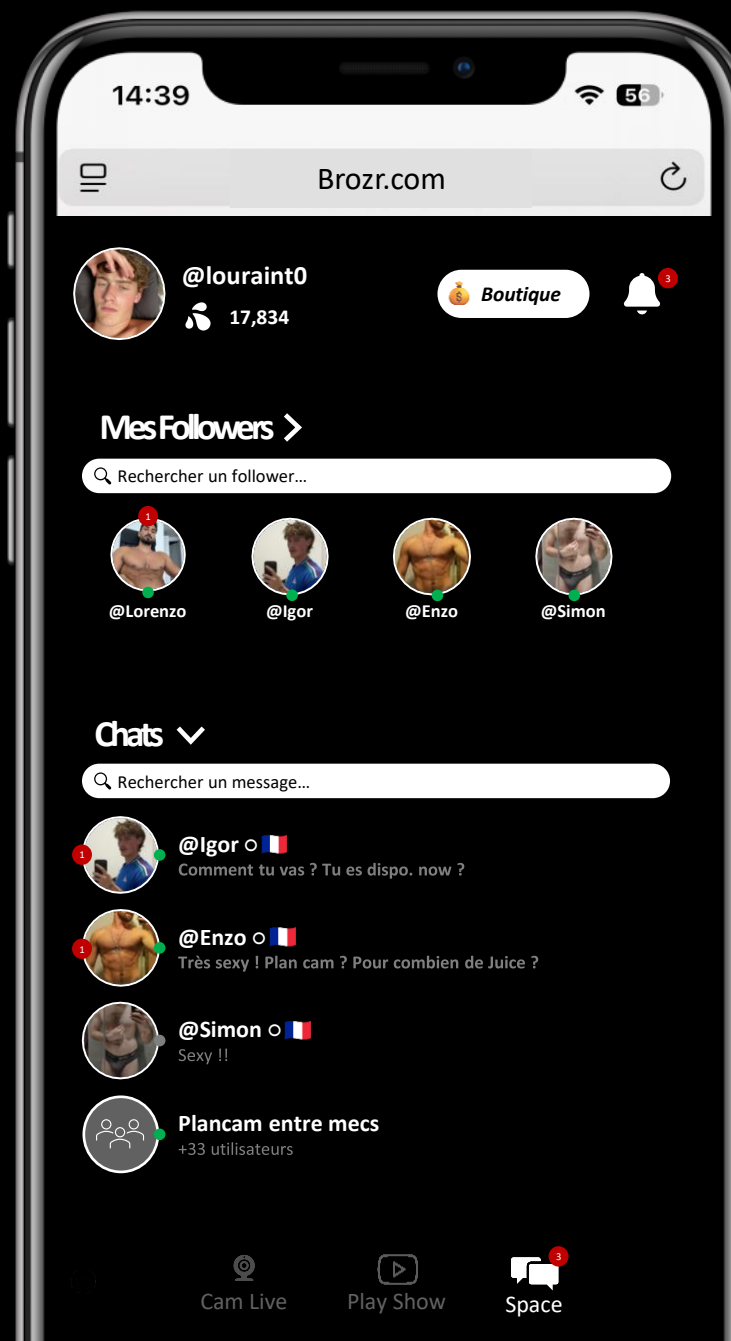 14:39
56
Brozr.com
@louraint0
17,834
Boutique
3
Mes Followers
Rechercher un follower...
1
@Lorenzo
@Igor
@Enzo
@Simon
Chats
Rechercher un message...
@Igor
1
Comment tu vas ? Tu es dispo. now ?
@Enzo
1
Très sexy ! Plan cam ? Pour combien de Juice ?
@Simon
Sexy !!
Plancam entre mecs
+33 utilisateurs
3
Cam Live
Play Show
Space